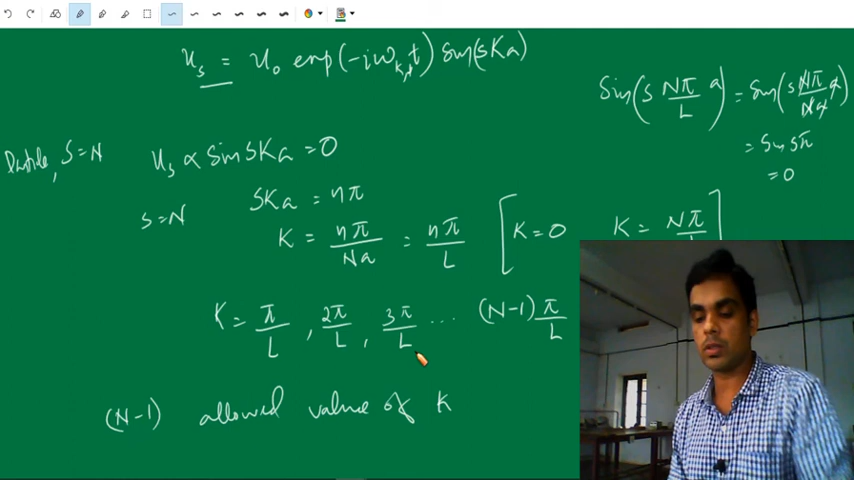 u_s = u_0 exp(-iω_{k,t} t) Sin(sKa)
Sin(s Nπ/L a) = Sin(s Nπ/Na a)
= Sin sπ
= 0
S=N u_s ∝ Sin SKa = 0
S=N SKa = nπ
K = nπ/Na = nπ/L [K=0 K = Nπ/L]
K = π/L, 2π/L, 3π/L ... (N-1) π/L
(N-1) allowed value of K